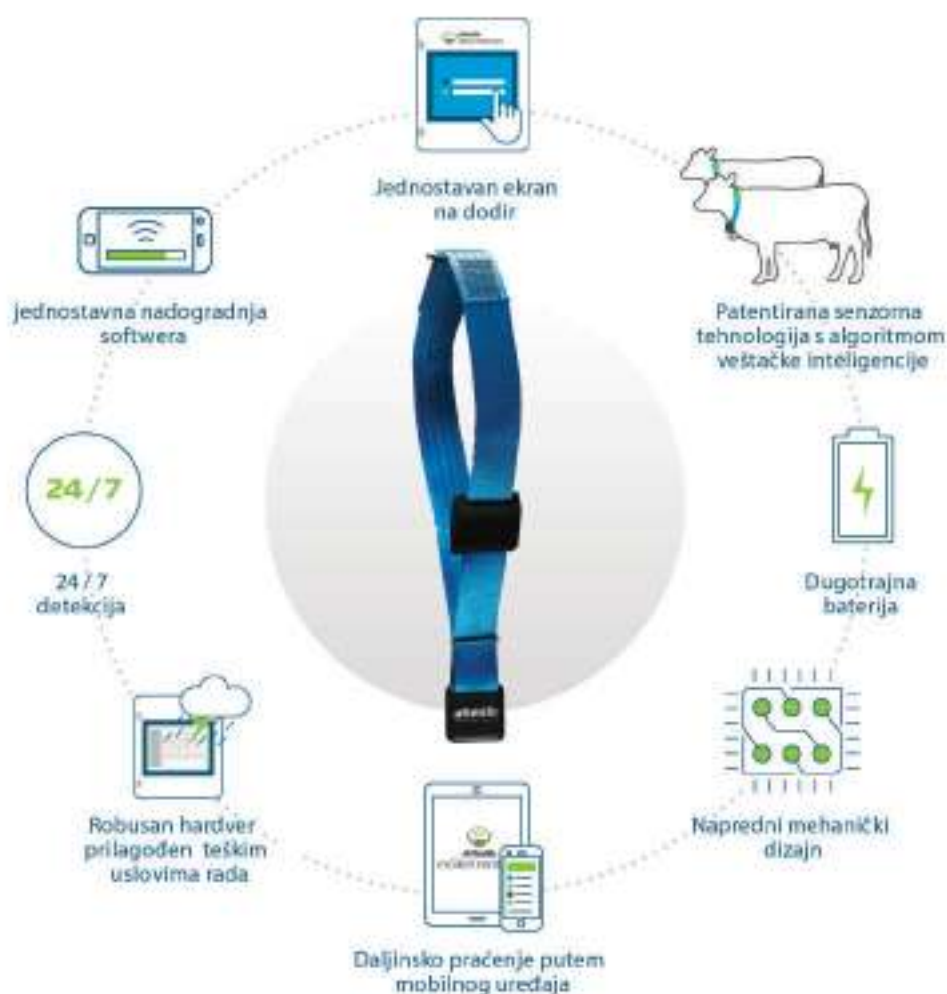 Jednostavan ekran
na dodir
Patentirana senzorna
tehnologija s algoritmom
veštačke inteligencije
Dugotrajna
baterija
Napredni mehanički
dizajn
Daljinsko praćenje putem
mobilnog uređaja
Robusan hardver
prilagođen teškim
uslovima rada
24/7
24 / 7
detekcija
jednostavna nadogradnja
softwera